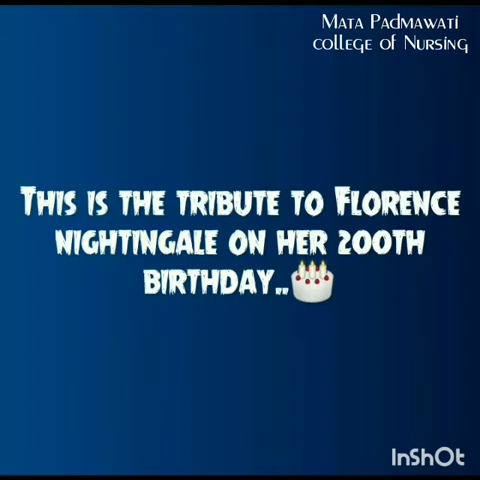 Mata Padmawati
college of Nursing
This is the tribute to Florence
nightingale on her 200th
birthday..🎂
InShOt